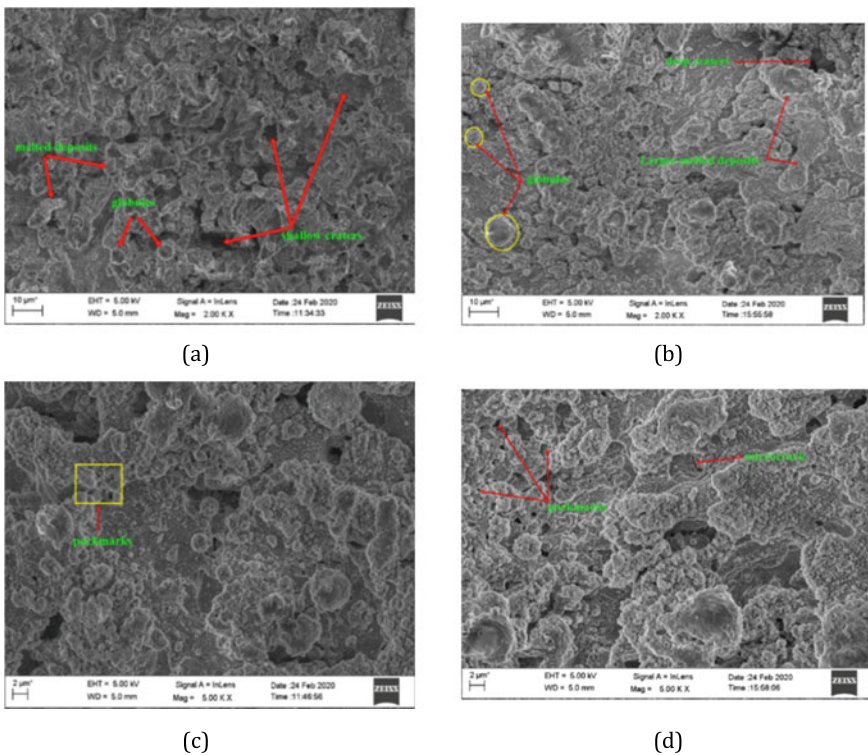 melted deposits
globules
shallow craters
10 µm*
EHT = 5.00 kV
WD = 5.0 mm
Signal A = InLens
Mag = 2.00 K X
Date :24 Feb 2020
Time :11:34:33
ZEISS
(a)
deep craters
Larger melted deposits
globules
10 µm*
EHT = 5.00 kV
WD = 5.0 mm
Signal A = InLens
Mag = 2.00 K X
Date :24 Feb 2020
Time :15:55:58
ZEISS
(b)
pockmarks
2 µm*
EHT = 5.00 kV
WD = 5.0 mm
Signal A = InLens
Mag = 5.00 K X
Date :24 Feb 2020
Time :11:46:56
ZEISS
(c)
microcrack
pockmarks
2 µm*
EHT = 5.00 kV
WD = 5.0 mm
Signal A = InLens
Mag = 5.00 K X
Date :24 Feb 2020
Time :15:58:06
ZEISS
(d)